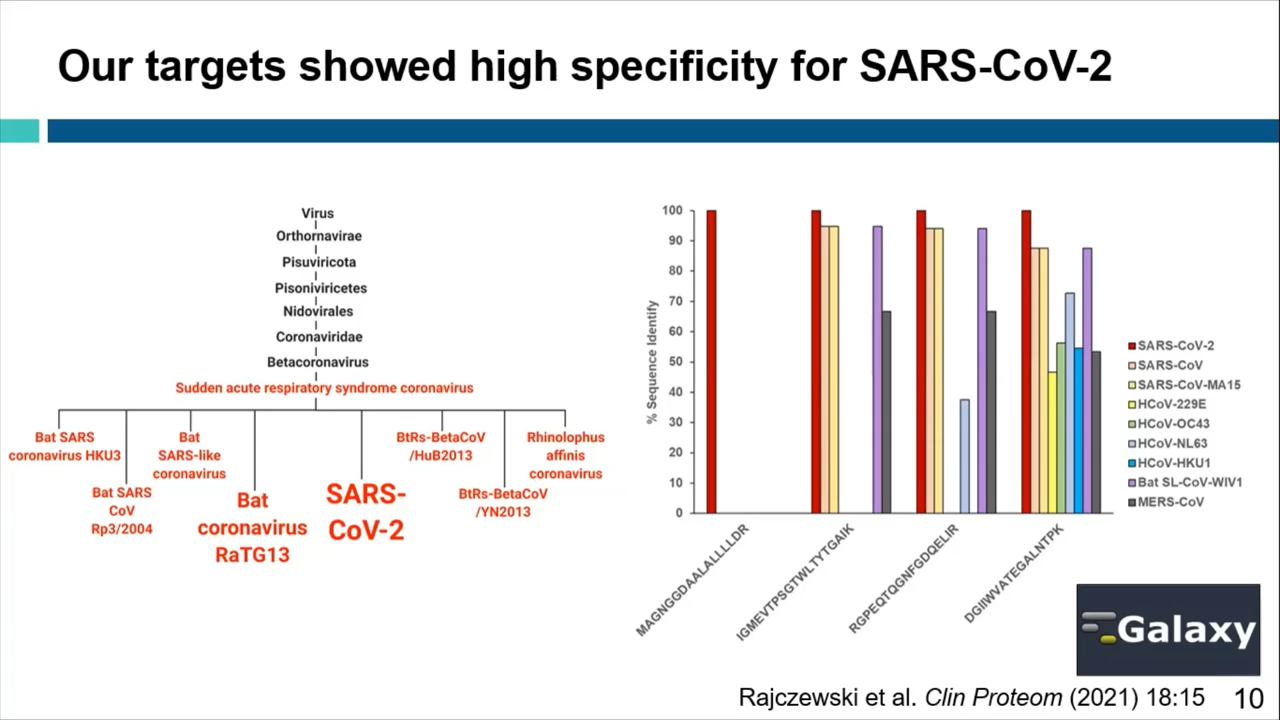 Our targets showed high specificity for SARS-CoV-2
Virus
Orthornavirae
Pisuviricota
Pisoniviricetes
Nidovirales
Coronaviridae
Betacoronavirus
Sudden acute respiratory syndrome coronavirus
Bat SARS
coronavirus HKU3
Bat SARS
CoV
Rp3/2004
Bat
SARS-like
coronavirus
Bat
coronavirus
RaTG13
SARS-
CoV-2
BtRs-BetaCoV
/HuB2013
BtRs-BetaCoV
/YN2013
Rhinolophus
affinis
coronavirus
% Sequence Identify
100
90
80
70
60
50
40
30
20
10
0
MAGNGGDAALALLLLDR
IGMEVTPSGTWLTYTGAIK
RGPEQTQGNFGDQELIR
DGIIWVATEGALNTPK
SARS-CoV-2
SARS-CoV
SARS-CoV-MA15
HCoV-229E
HCoV-OC43
HCoV-NL63
HCoV-HKU1
Bat SL-CoV-WIV1
MERS-CoV
Galaxy
Rajczewski et al. Clin Proteom (2021) 18:15
10